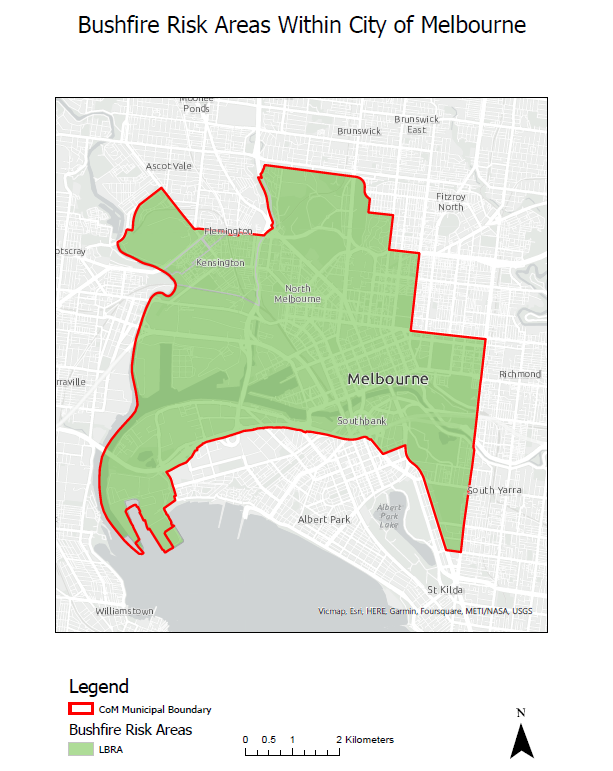 Bushfire Risk Areas Within City of Melbourne
Moonee
Ponds
Brunswick
East
Brunswick
Ascot Vale
Fitzroy
North
Flemington
otscray
Kensington
North
Melbourne
Richmond
Melbourne
rraville
Southbank
South Yarra
Albert
Park
Lake
Albert Park
St Kilda
Williamstown
Vicmap, Esri, HERE, Garmin, Foursquare, METI/NASA, USGS
Legend
CoM Municipal Boundary
Bushfire Risk Areas
LBRA
0 0.5 1 2 Kilometers
N